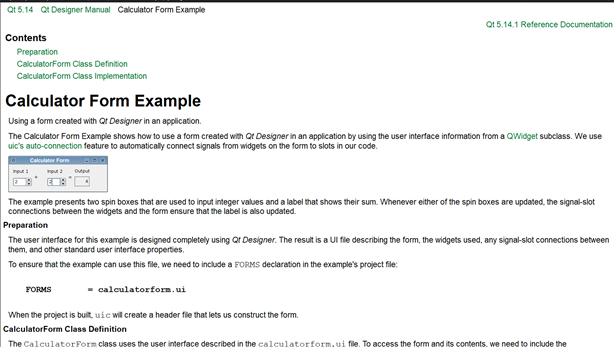 Qt 5.14 Qt Designer Manual Calculator Form Example
Qt 5.14.1 Reference Documentation
Contents
Preparation
CalculatorForm Class Definition
CalculatorForm Class Implementation
Calculator Form Example
Using a form created with Qt Designer in an application.
The Calculator Form Example shows how to use a form created with Qt Designer in an application by using the user interface information from a QWidget subclass. We use
uic's auto-connection feature to automatically connect signals from widgets on the form to slots in our code.
Calculator Form
Input 1 Input 2 Output
2 + 2 = 4
The example presents two spin boxes that are used to input integer values and a label that shows their sum. Whenever either of the spin boxes are updated, the signal-slot
connections between the widgets and the form ensure that the label is also updated.
Preparation
The user interface for this example is designed completely using Qt Designer. The result is a UI file describing the form, the widgets used, any signal-slot connections between
them, and other standard user interface properties.
To ensure that the example can use this file, we need to include a FORMS declaration in the example's project file:
FORMS = calculatorform.ui
When the project is built, uic will create a header file that lets us construct the form.
CalculatorForm Class Definition
The CalculatorForm class uses the user interface described in the calculatorform.ui file. To access the form and its contents, we need to include the